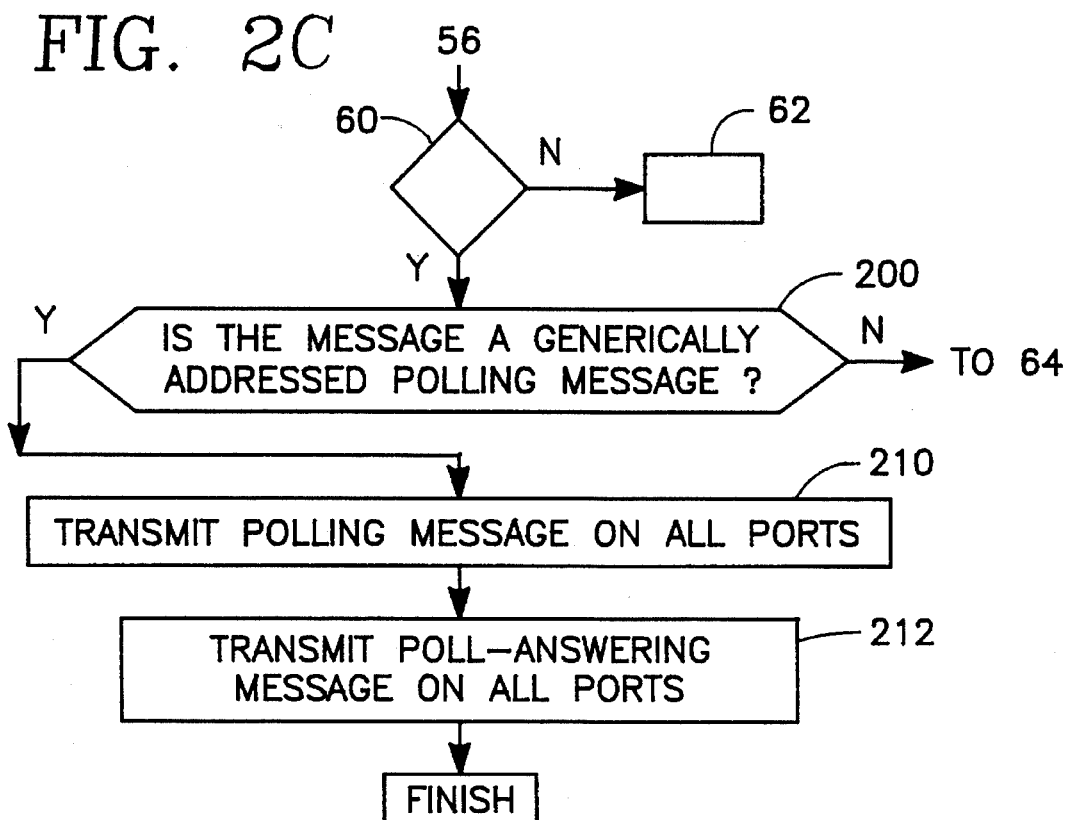 FIG. 2C
56
60
N
62
Y
200
Y
IS THE MESSAGE A GENERICALLY
ADDRESSED POLLING MESSAGE ?
N
TO 64
210
TRANSMIT POLLING MESSAGE ON ALL PORTS
212
TRANSMIT POLL-ANSWERING
MESSAGE ON ALL PORTS
FINISH